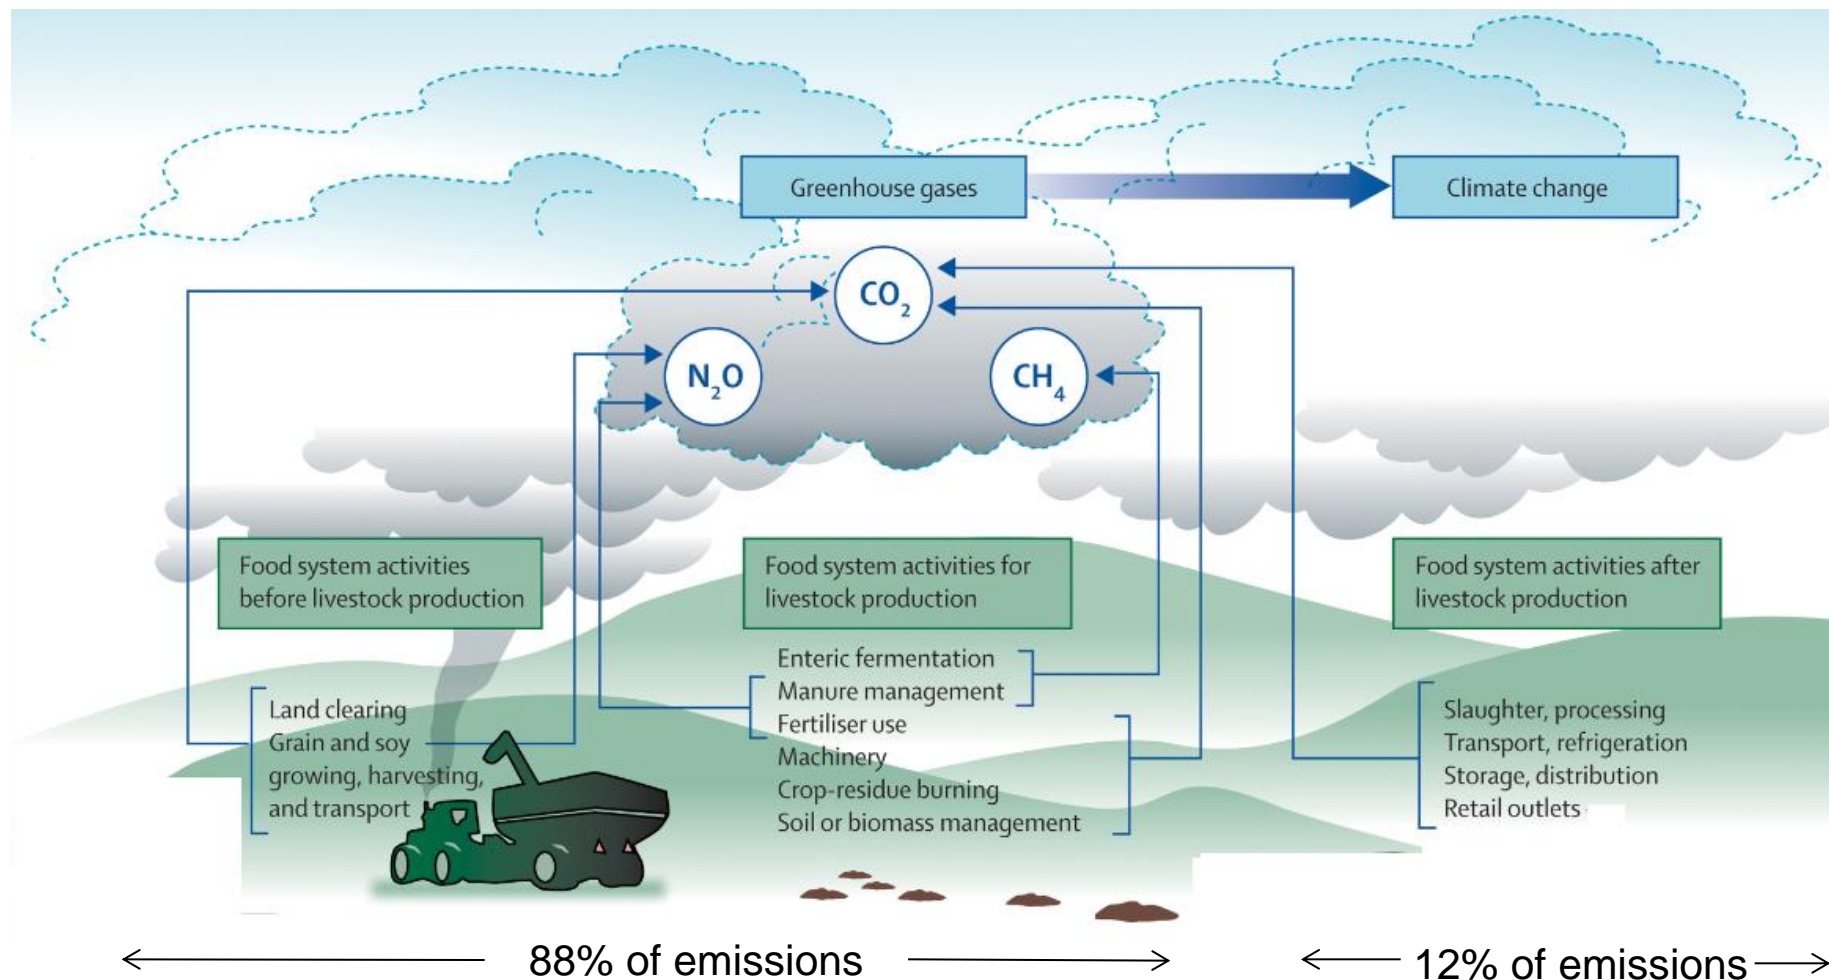 Greenhouse gases
Climate change
CO₂
N₂O
CH₄
Food system activities
before livestock production
Food system activities for
livestock production
Food system activities after
livestock production
Land clearing
Grain and soy
growing, harvesting,
and transport
Enteric fermentation
Manure management
Fertiliser use
Machinery
Crop-residue burning
Soil or biomass management
Slaughter, processing
Transport, refrigeration
Storage, distribution
Retail outlets
88% of emissions
12% of emissions